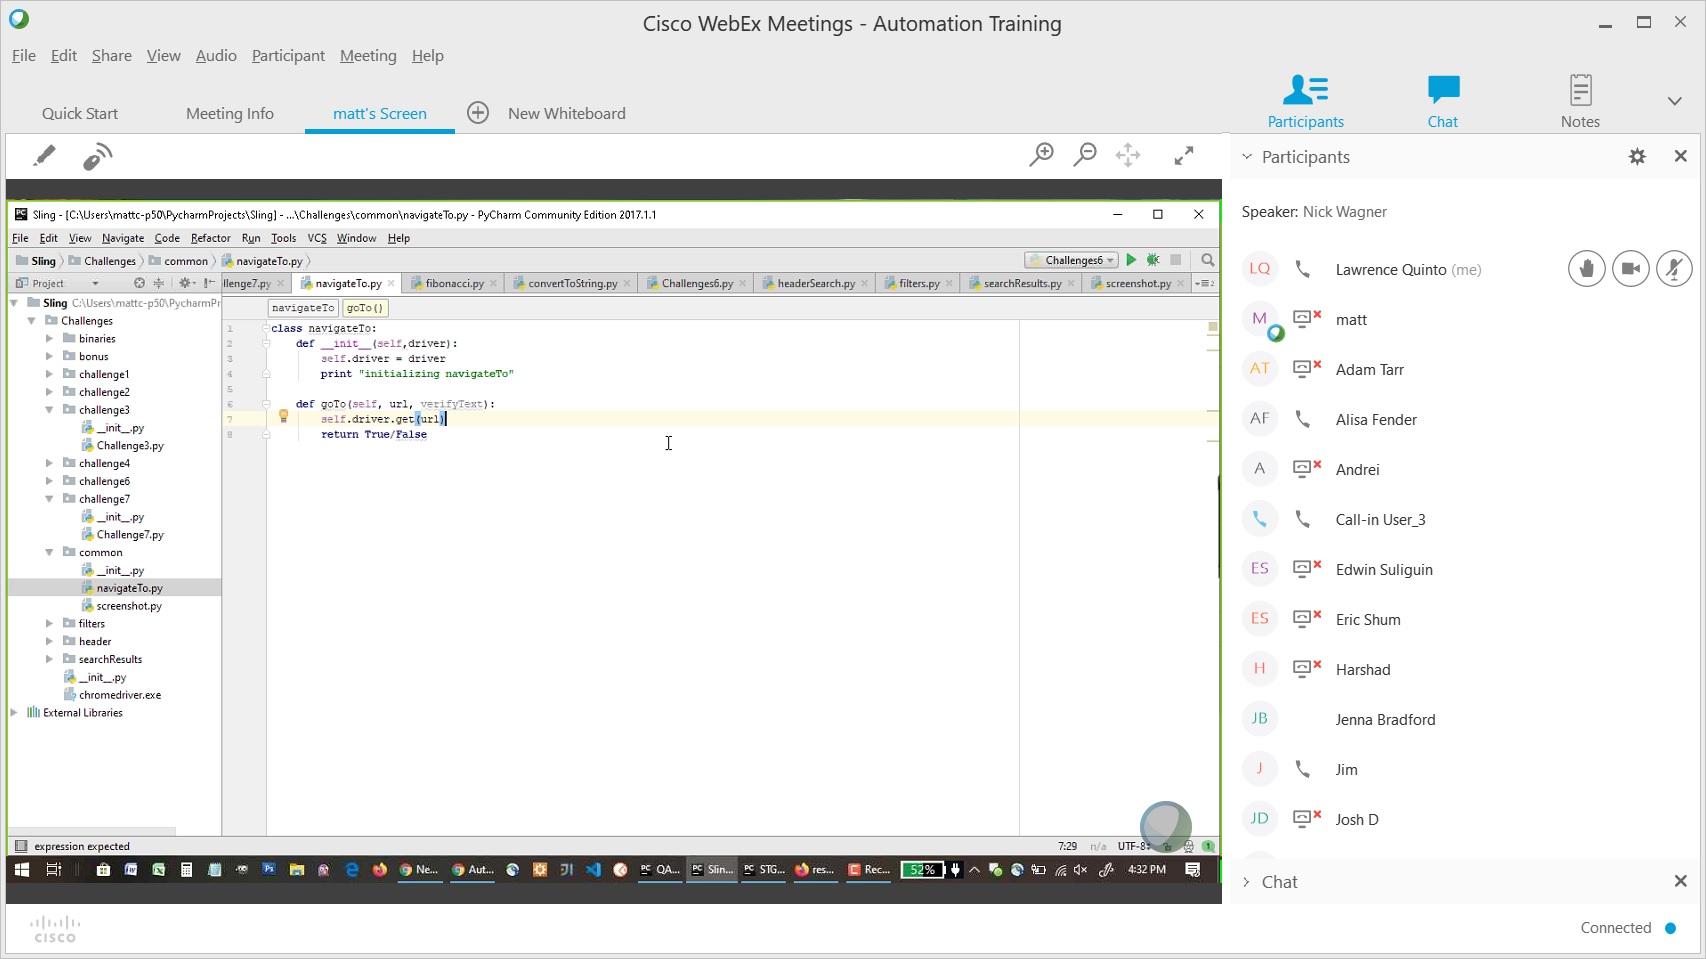 Cisco WebEx Meetings - Automation Training
File Edit Share View Audio Participant Meeting Help
Quick Start Meeting Info matt's Screen New Whiteboard
Participants Chat Notes
Participants
Speaker: Nick Wagner
LQ Lawrence Quinto (me)
M matt
AT Adam Tarr
AF Alisa Fender
A Andrei
Call-in User_3
ES Edwin Suliguin
ES Eric Shum
H Harshad
JB Jenna Bradford
J Jim
JD Josh D
Chat
Connected
PC Sling - [C:\Users\mattc-p50\PycharmProjects\Sling] - ...\Challenges\common\navigateTo.py - PyCharm Community Edition 2017.1.1
File Edit View Navigate Code Refactor Run Tools VCS Window Help
Sling Challenges common navigateTo.py Challenges6
Project
llenge7.py navigateTo.py fibonacci.py convertToString.py Challenges6.py headerSearch.py filters.py searchResults.py screenshot.py
Sling C:\Users\mattc-p50\PycharmPr
Challenges
binaries
bonus
challenge1
challenge2
challenge3
__init__.py
Challenge3.py
challenge4
challenge6
challenge7
__init__.py
Challenge7.py
common
__init__.py
navigateTo.py
screenshot.py
filters
header
searchResults
__init__.py
chromedriver.exe
External Libraries
navigateTo goTo()
1 class navigateTo:
2 def __init__(self,driver):
3 self.driver = driver
4 print "initializing navigateTo"
5
6 def goTo(self, url, verifyText):
7 self.driver.get(url)
8 return True/False
expression expected 7:29 n/a UTF-8 1
Ne... Aut... QA... Slin... STG... res... Rec... 52% 4:32 PM
CISCO